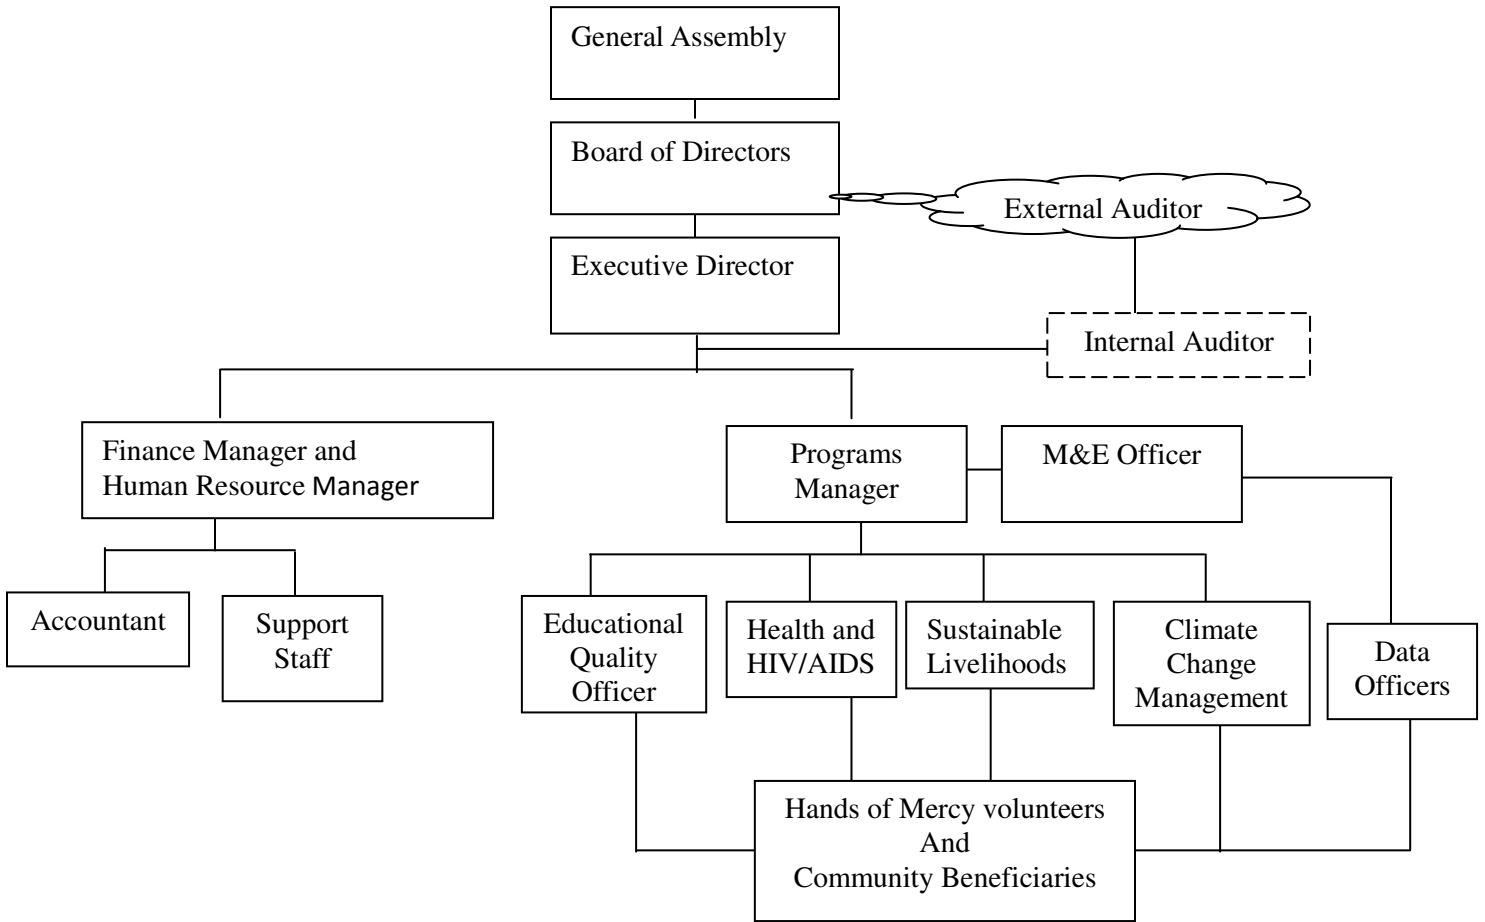 General Assembly
Board of Directors
External Auditor
Executive Director
Internal Auditor
Finance Manager and
Human Resource Manager
Programs
Manager
M&E Officer
Accountant
Support
Staff
Educational
Quality
Officer
Health and
HIV/AIDS
Sustainable
Livelihoods
Climate
Change
Management
Data
Officers
Hands of Mercy volunteers
And
Community Beneficiaries